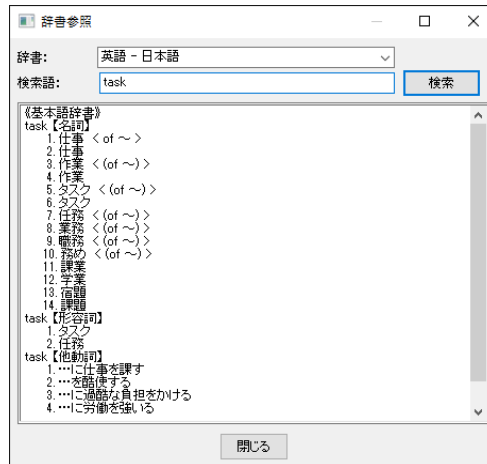 辞書参照
辞書: 英語 - 日本語
検索語: task 検索
《基本語辞書》
task【名詞】
1. 仕事 < of ～ >
2. 仕事
3. 作業 < (of ～) >
4. 作業
5. タスク < (of ～) >
6. タスク
7. 任務 < (of ～) >
8. 業務 < (of ～) >
9. 職務 < (of ～) >
10. 務め < (of ～) >
11. 課業
12. 学業
13. 宿題
14. 課題
task【形容詞】
1. タスク
2. 任務
task【他動詞】
1. …に仕事を課す
2. …を酷使する
3. …に過酷な負担をかける
4. …に労働を強いる
閉じる